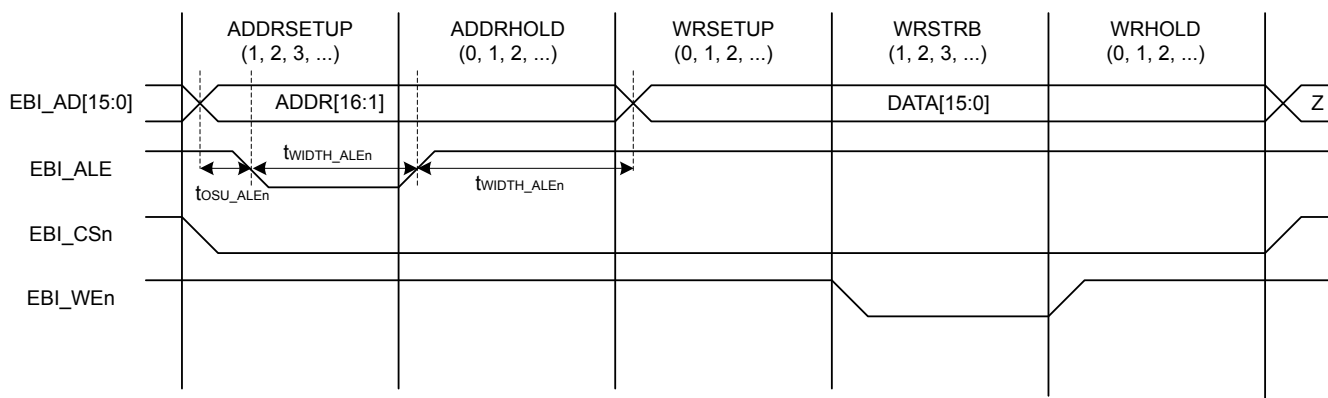 ADDRSETUP ADDRHOLD WRSETUP WRSTRB WRHOLD
(1, 2, 3, ...) (0, 1, 2, ...) (0, 1, 2, ...) (1, 2, 3, ...) (0, 1, 2, ...)
EBI_AD[15:0] ADDR[16:1] DATA[15:0] Z
EBI_ALE tWIDTH_ALEn
tOSU_ALEn tWIDTH_ALEn
EBI_CSn
EBI_WEn